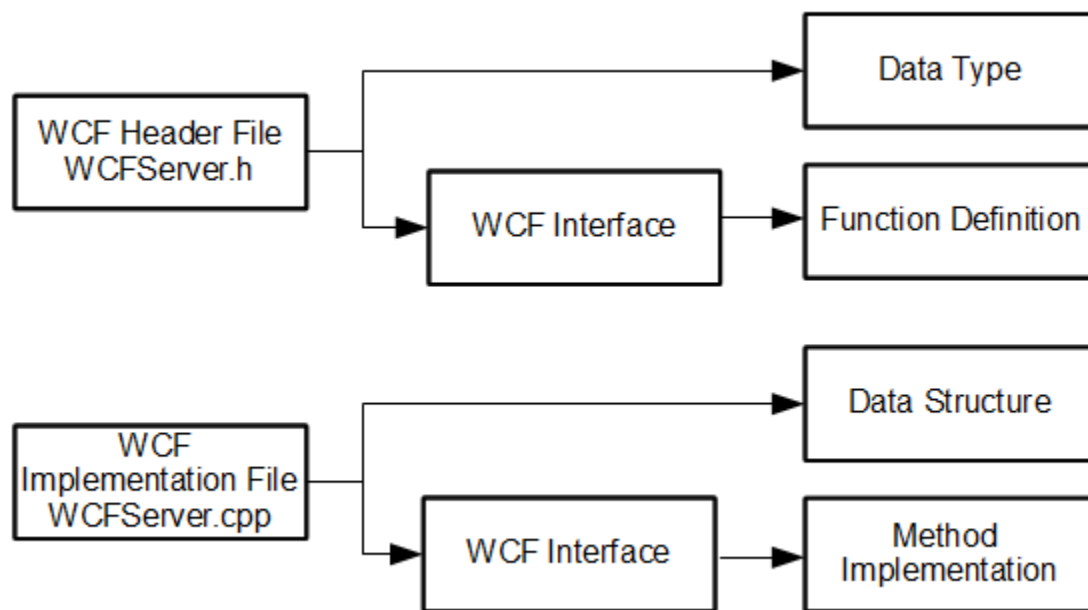 Data Type
WCF Header File
WCFServer.h
WCF Interface
Function Definition
Data Structure
WCF
Implementation File
WCFServer.cpp
WCF Interface
Method
Implementation